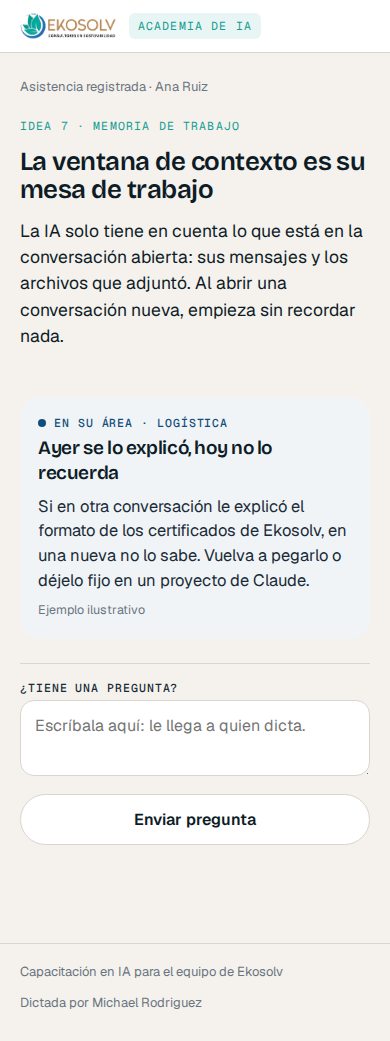 EKOSOLV
ACADEMIA DE IA
Asistencia registrada · Ana Ruiz
IDEA 7 · MEMORIA DE TRABAJO
La ventana de contexto es su
mesa de trabajo
La IA solo tiene en cuenta lo que está en la
conversación abierta: sus mensajes y los
archivos que adjuntó. Al abrir una
conversación nueva, empieza sin recordar
nada.
EN SU ÁREA · LOGÍSTICA
Ayer se lo explicó, hoy no lo
recuerda
Si en otra conversación le explicó el
formato de los certificados de Ekosolv, en
una nueva no lo sabe. Vuelva a pegarlo o
déjelo fijo en un proyecto de Claude.
Ejemplo ilustrativo
¿TIENE UNA PREGUNTA?
Escríbala aquí: le llega a quien dicta.
Enviar pregunta
Capacitación en IA para el equipo de Ekosolv
Dictada por Michael Rodriguez